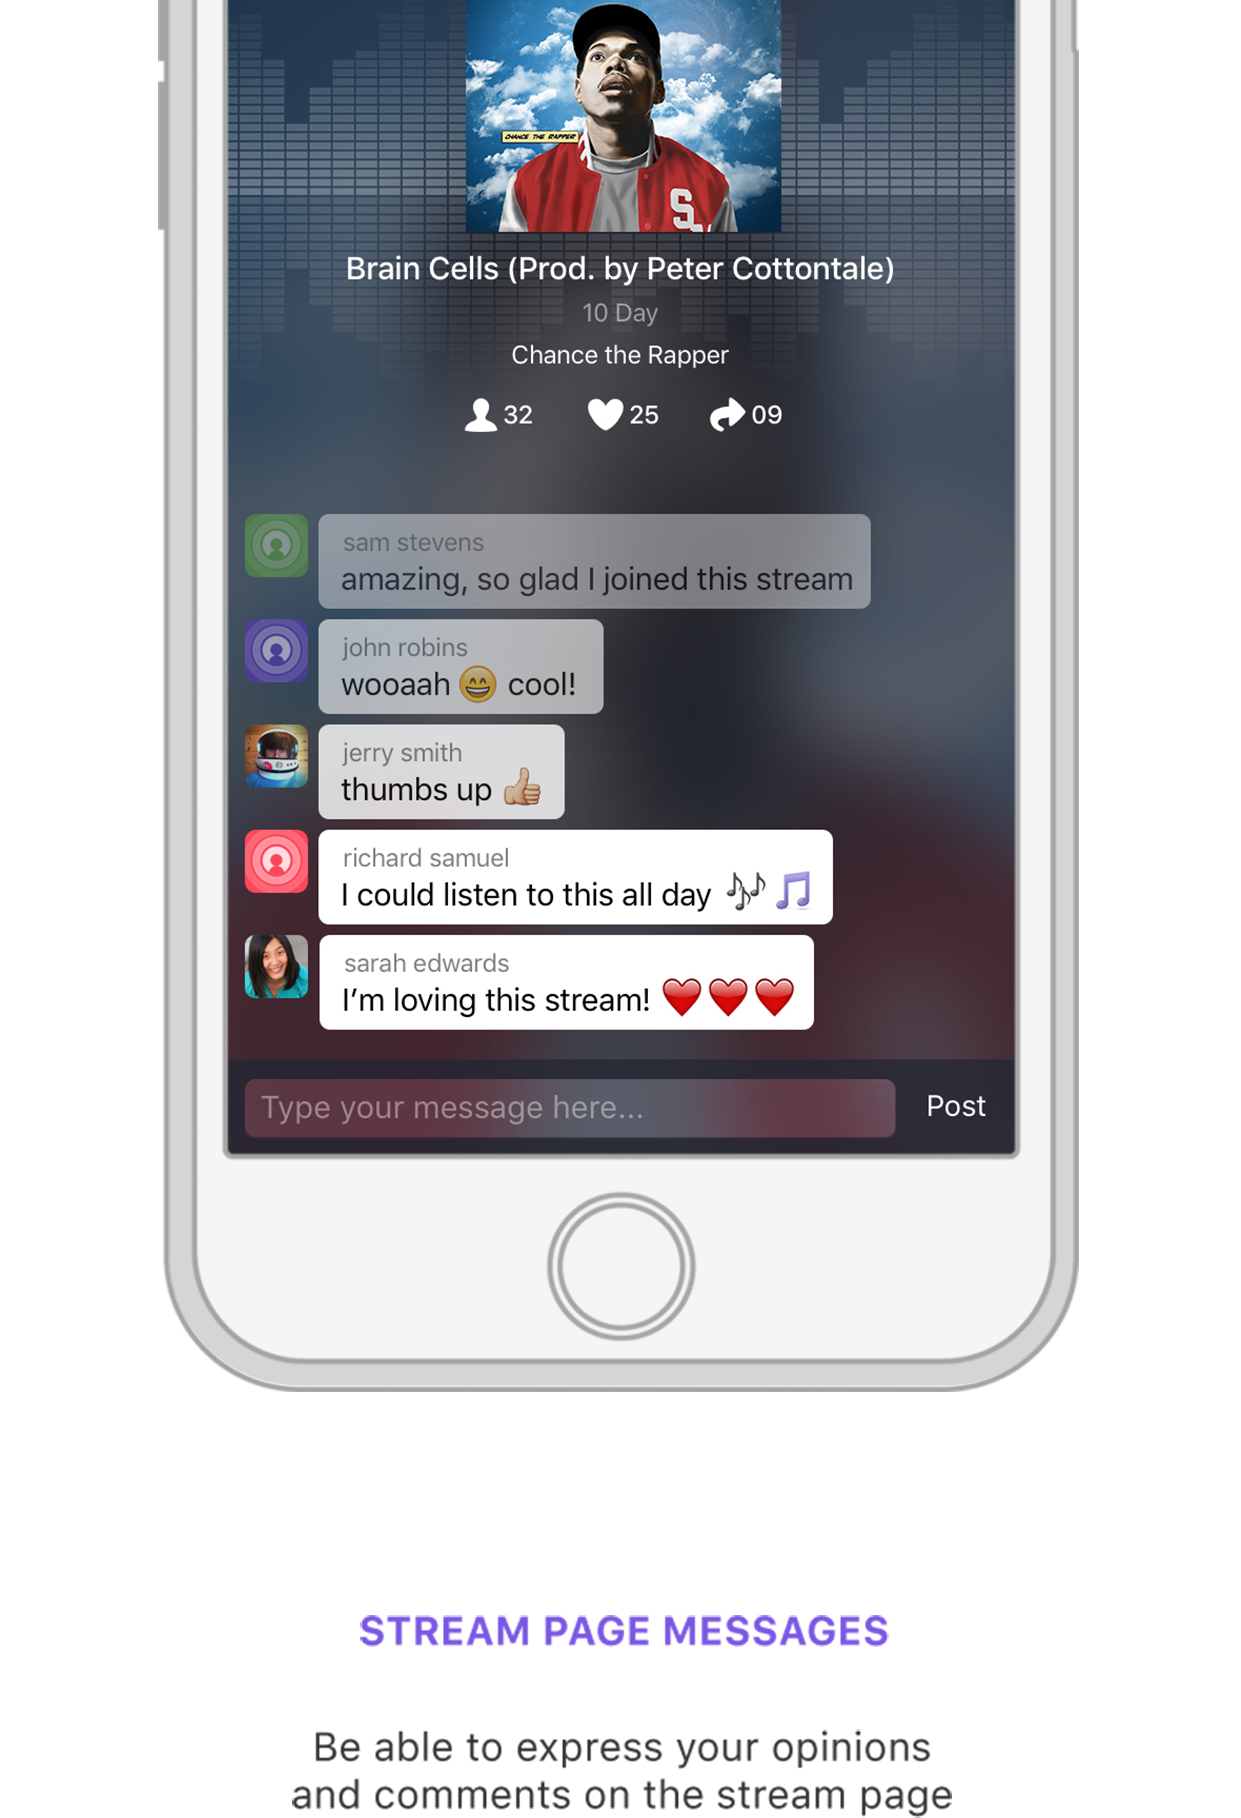 CHANCE THE RAPPER
S
Brain Cells (Prod. by Peter Cottontale)
10 Day
Chance the Rapper
32 25 09
sam stevens
amazing, so glad I joined this stream
john robins
wooaah 😄 cool!
jerry smith
thumbs up 👍🏼
richard samuel
I could listen to this all day 🎶 🎵
sarah edwards
I’m loving this stream! ❤️❤️❤️
Type your message here...
Post
STREAM PAGE MESSAGES
Be able to express your opinions
and comments on the stream page